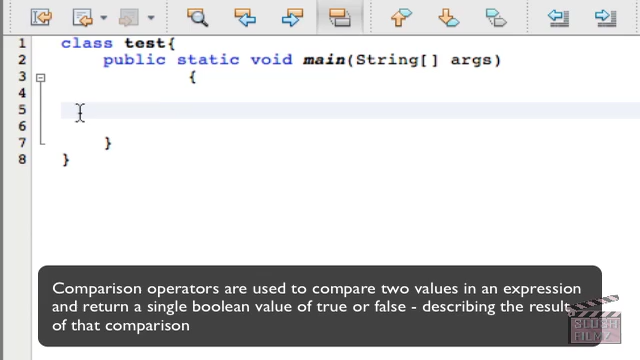 1 class test{
2 public static void main(String[] args)
3 {
4
5
6
7 }
8 }
Comparison operators are used to compare two values in an expression
and return a single boolean value of true or false - describing the result
of that comparison
SLOSH
FILMZ